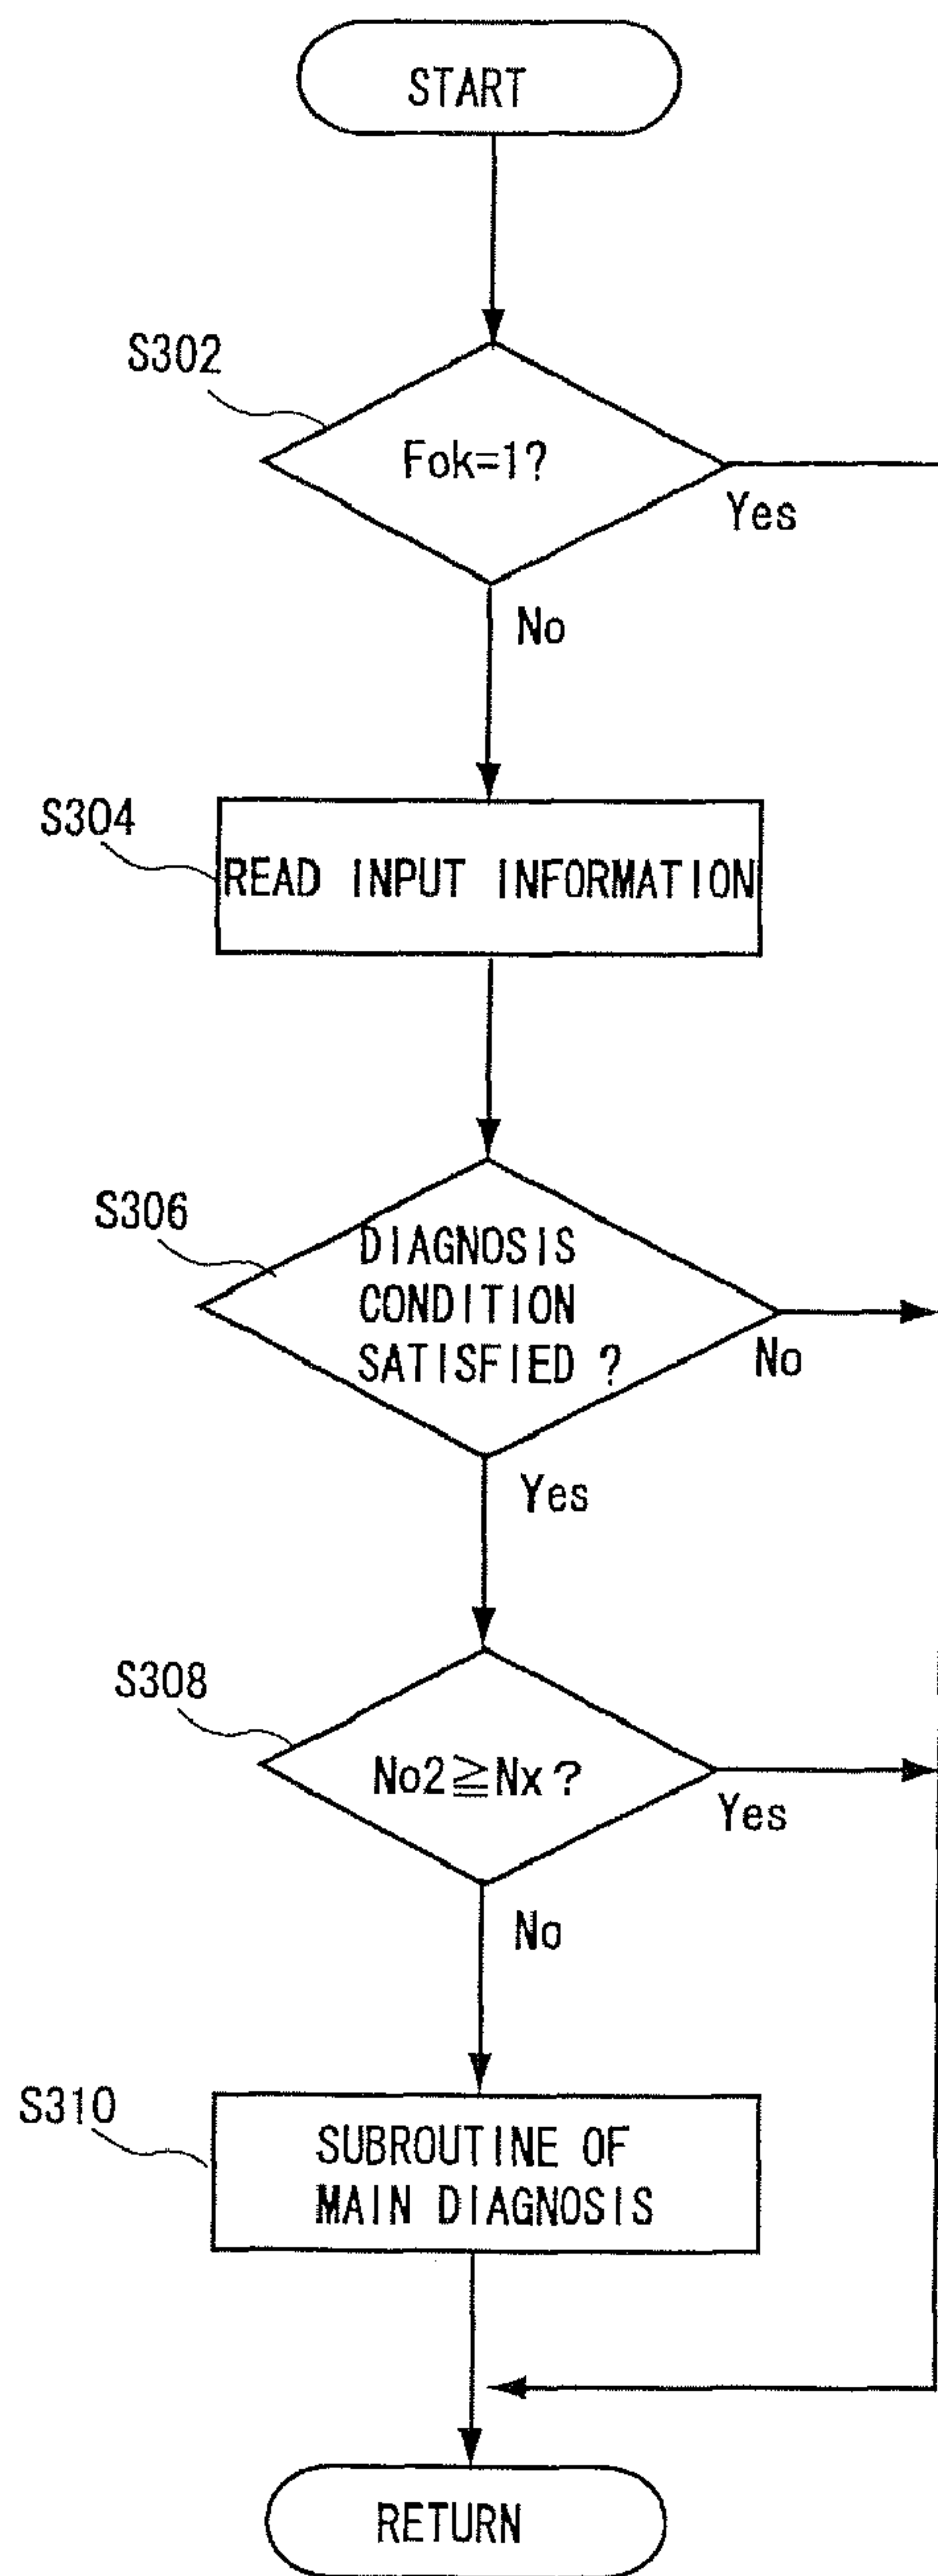 START
S302
Fok=1?
Yes
No
S304
READ INPUT INFORMATION
S306
DIAGNOSIS
CONDITION
SATISFIED ?
No
Yes
S308
No2≧Nx ?
Yes
No
S310
SUBROUTINE OF
MAIN DIAGNOSIS
RETURN